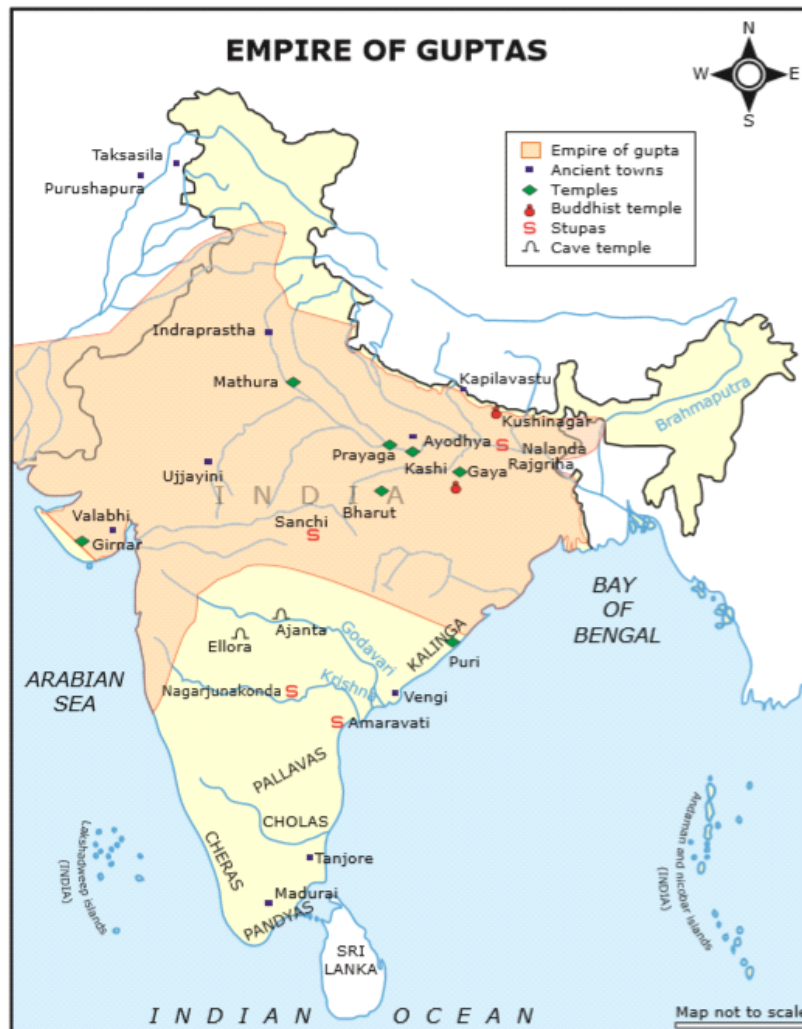 EMPIRE OF GUPTAS
N
W
E
S
Empire of gupta
Ancient towns
Temples
Buddhist temple
Stupas
Cave temple
Taksasila
Purushapura
Indraprastha
Mathura
Kapilavastu
Kushinagar
Brahmaputra
Ayodhya
Prayaga
Nalanda
Kashi
Gaya
Rajgriha
Ujjayini
INDIA
Bharut
Valabhi
Sanchi
Girnar
BAY
OF
BENGAL
Ajanta
Ellora
Godavari
KALINGA
Puri
ARABIAN
SEA
Nagarjunakonda
Krishna
Vengi
Amaravati
PALLAVAS
CHOLAS
CHERAS
Tanjore
Madurai
PANDYAS
Lakshadweep islands
(INDIA)
Andaman and nicobar islands
(INDIA)
SRI
LANKA
INDIAN OCEAN
Map not to scale